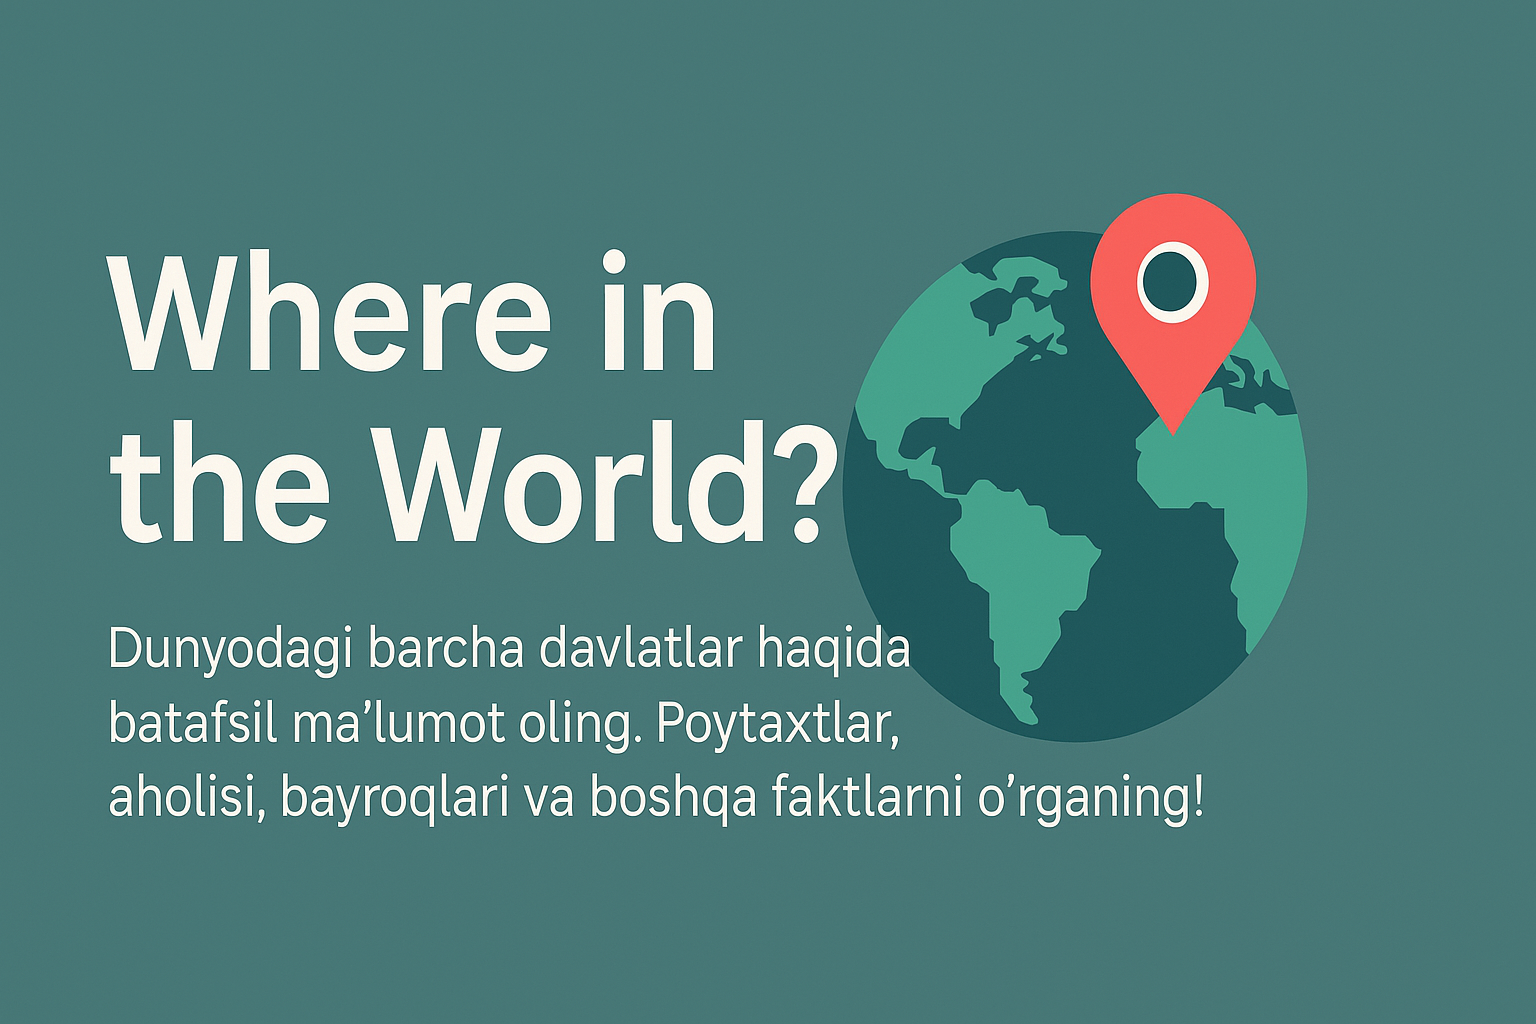 Where in
the World?
Dunyodagi barcha davlatlar haqida
batafsil ma’lumot oling. Poytaxtlar,
aholisi, bayroqlari va boshqa faktlarni o’rganing!